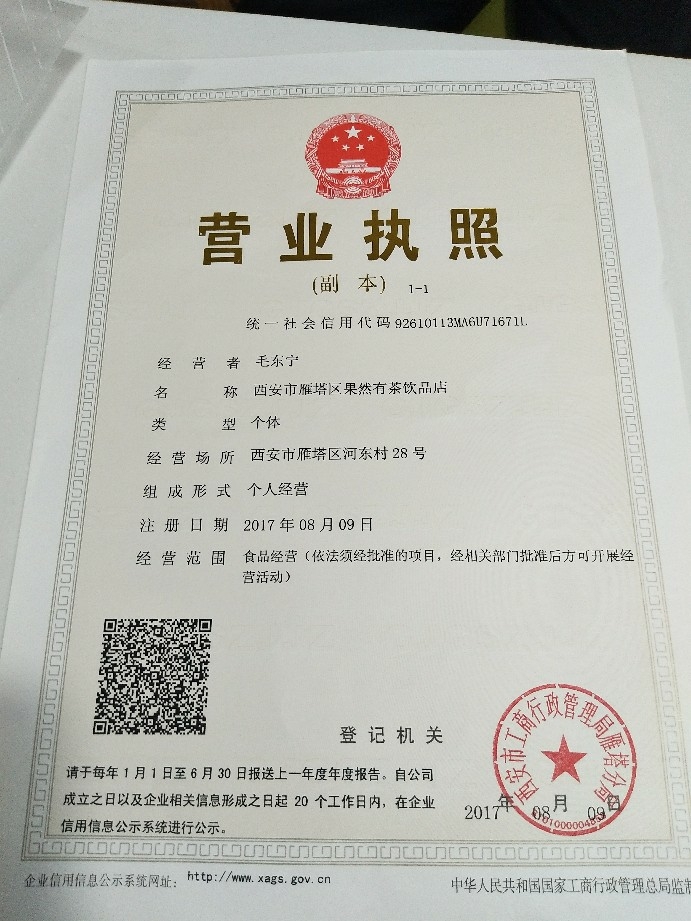 营业执照
(副 本) 1-1
统一社会信用代码 92610113MA6U71671L
经营者 毛东宁
名称 西安市雁塔区果然有茶饮品店
类型 个体
经营场所 西安市雁塔区河东村28号
组成形式 个人经营
注册日期 2017年08月09日
经营范围 食品经营（依法须经批准的项目，经相关部门批准后方可开展经
营活动）
登记机关
西安市工商行政管理局雁塔分局
2017年08月09日
请于每年1月1日至6月30日报送上一年度年度报告。自公司
成立之日以及企业相关信息形成之日起 20 个工作日内，在企业
信用信息公示系统进行公示。
企业信用信息公示系统网址： http://www.xags.gov.cn
中华人民共和国国家工商行政管理总局监制